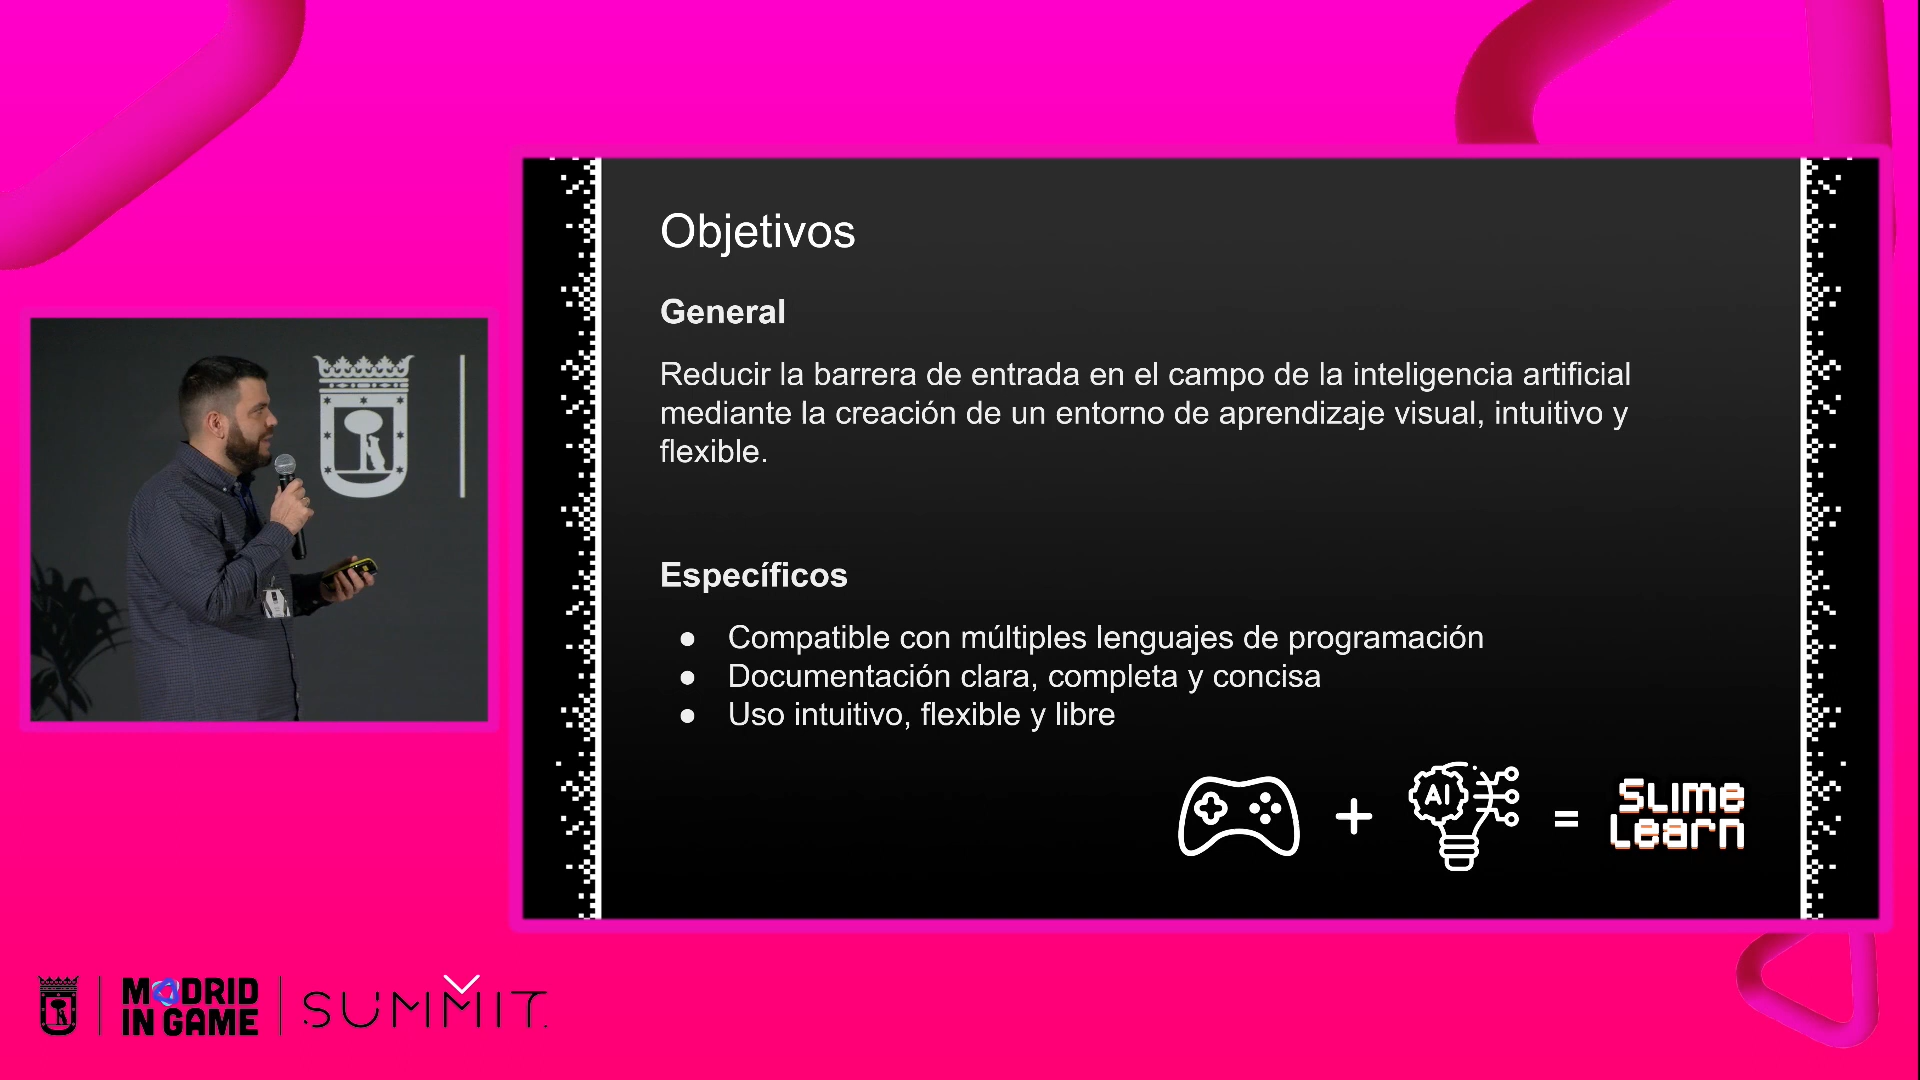 Objetivos
General
Reducir la barrera de entrada en el campo de la inteligencia artificial
mediante la creación de un entorno de aprendizaje visual, intuitivo y
flexible.
Específicos
● Compatible con múltiples lenguajes de programación
● Documentación clara, completa y concisa
● Uso intuitivo, flexible y libre
+ AI = SLIME
Learn
MADRID
IN GAME
SUMMIT.